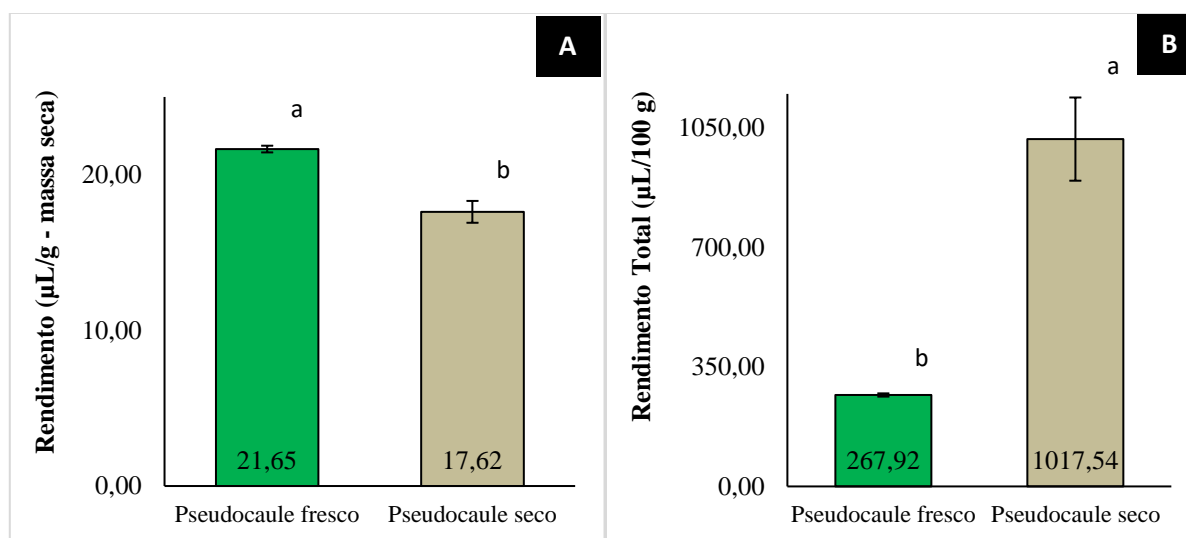 A
Rendimento (µL/g - massa seca)
20,00
10,00
0,00
a
b
21,65
17,62
Pseudocaule fresco
Pseudocaule seco
B
Rendimento Total (µL/100 g)
1050,00
700,00
350,00
0,00
b
a
267,92
1017,54
Pseudocaule fresco
Pseudocaule seco